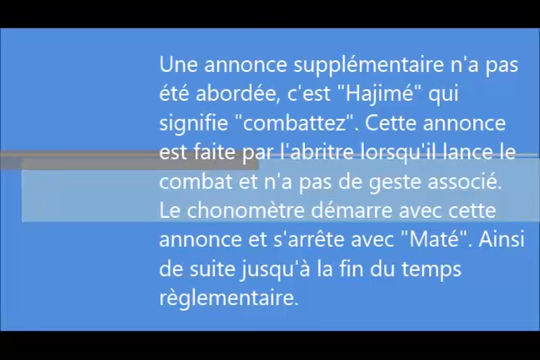 Une annonce supplémentaire n'a pas
été abordée, c'est "Hajimé" qui
signifie "combattez". Cette annonce
est faite par l'abritre lorsqu'il lance le
combat et n'a pas de geste associé.
Le chonomètre démarre avec cette
annonce et s'arrête avec "Maté". Ainsi
de suite jusqu'à la fin du temps
règlementaire.